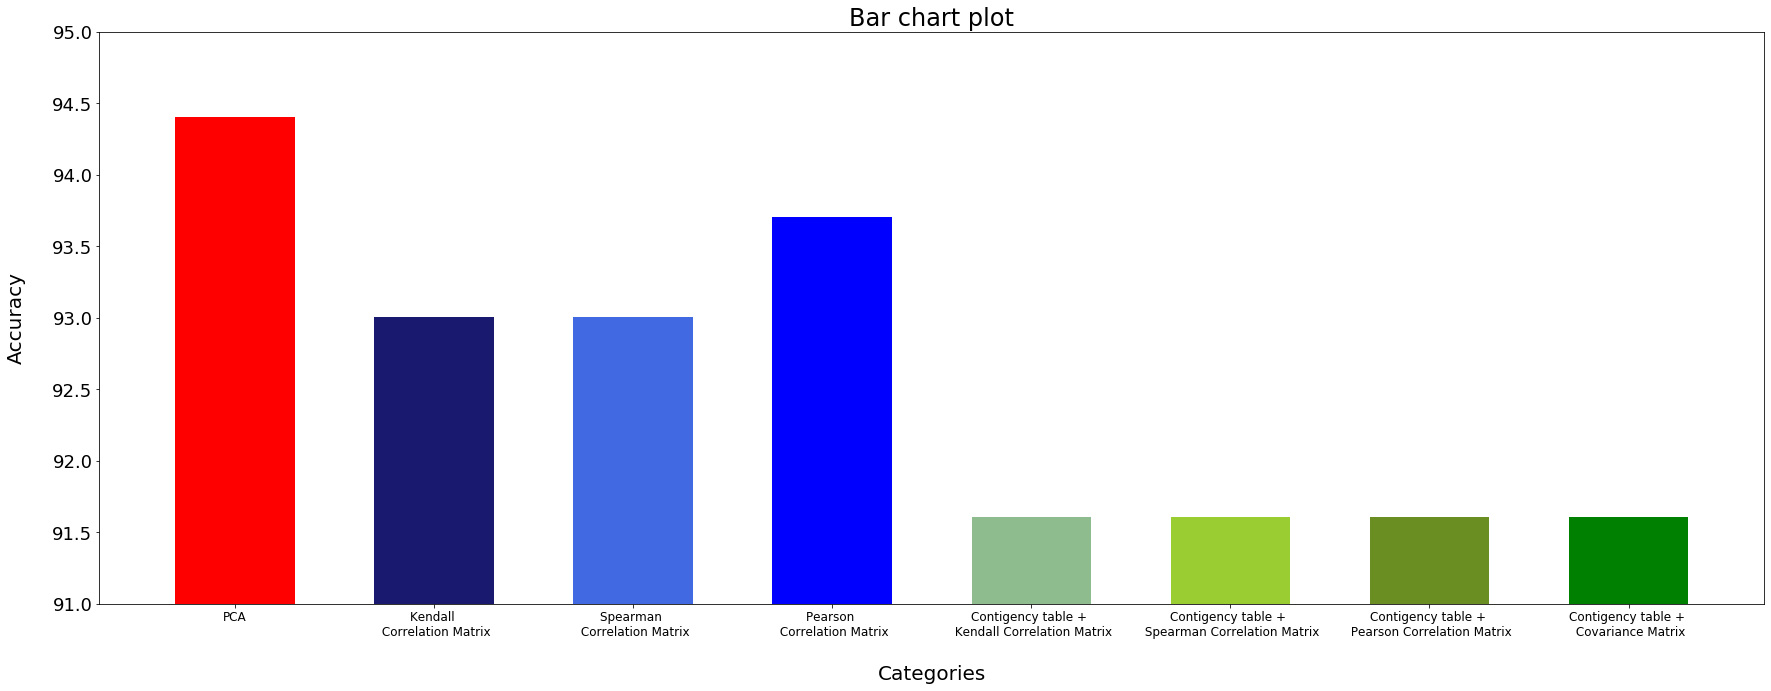 Bar chart plot
95.0
94.5
94.0
93.5
93.0
92.5
92.0
91.5
91.0
Accuracy
PCA
Kendall
Correlation Matrix
Spearman
Correlation Matrix
Pearson
Correlation Matrix
Contigency table +
Kendall Correlation Matrix
Contigency table +
Spearman Correlation Matrix
Contigency table +
Pearson Correlation Matrix
Contigency table +
Covariance Matrix
Categories